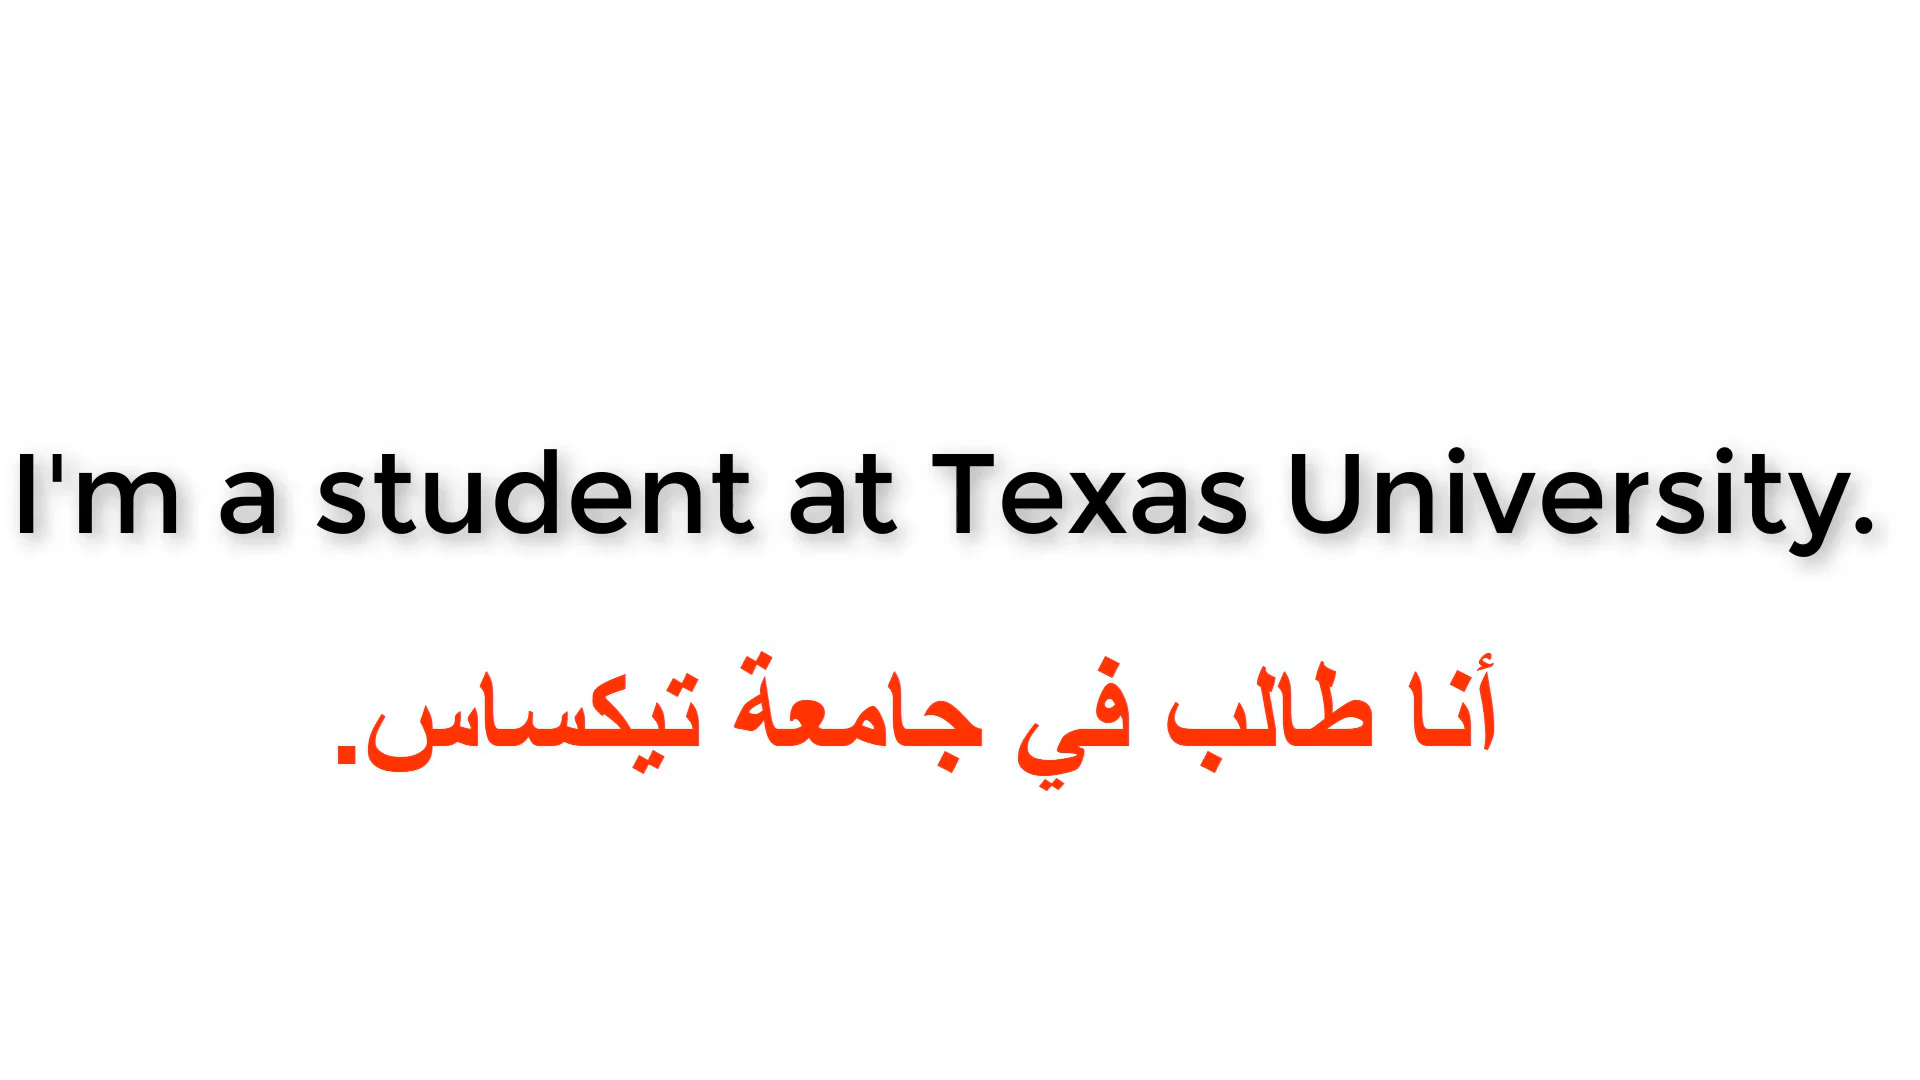 I'm a student at Texas University.
أنا طالب في جامعة تيكساس.